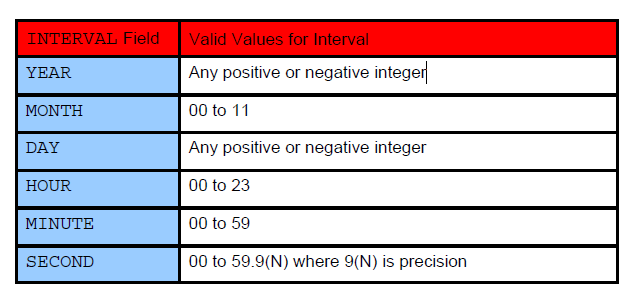 INTERVAL Field Valid Values for Interval
YEAR Any positive or negative integer
MONTH 00 to 11
DAY Any positive or negative integer
HOUR 00 to 23
MINUTE 00 to 59
SECOND 00 to 59.9(N) where 9(N) is precision